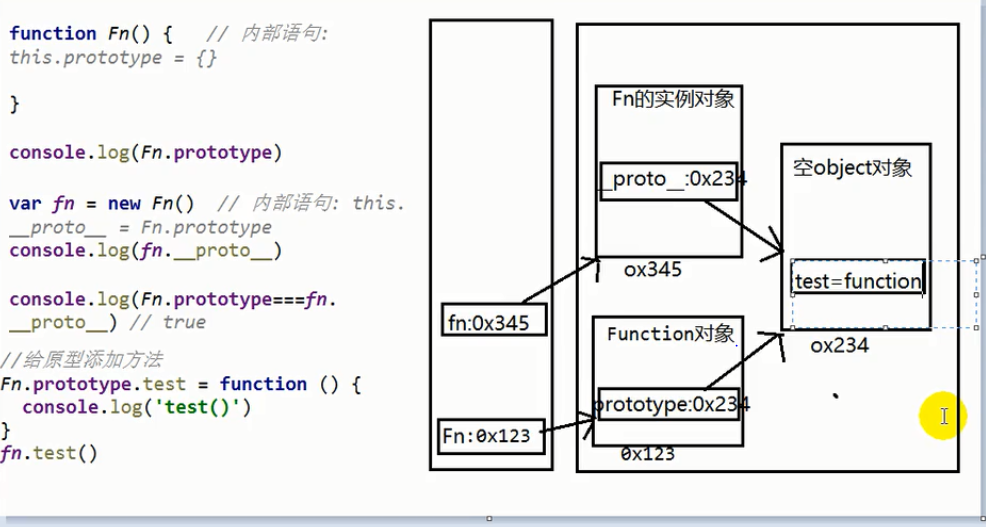 function Fn() {   // 内部语句:
this.prototype = {}
}
console.log(Fn.prototype)
var fn = new Fn()  // 内部语句: this.
__proto__ = Fn.prototype
console.log(fn.__proto__)
console.log(Fn.prototype===fn.
__proto__) // true
//给原型添加方法
Fn.prototype.test = function () {
  console.log('test()')
}
fn.test()
fn:0x345
Fn:0x123
Fn的实例对象
__proto__:0x234
ox345
Function对象
prototype:0x234
0x123
空object对象
test=function
ox234